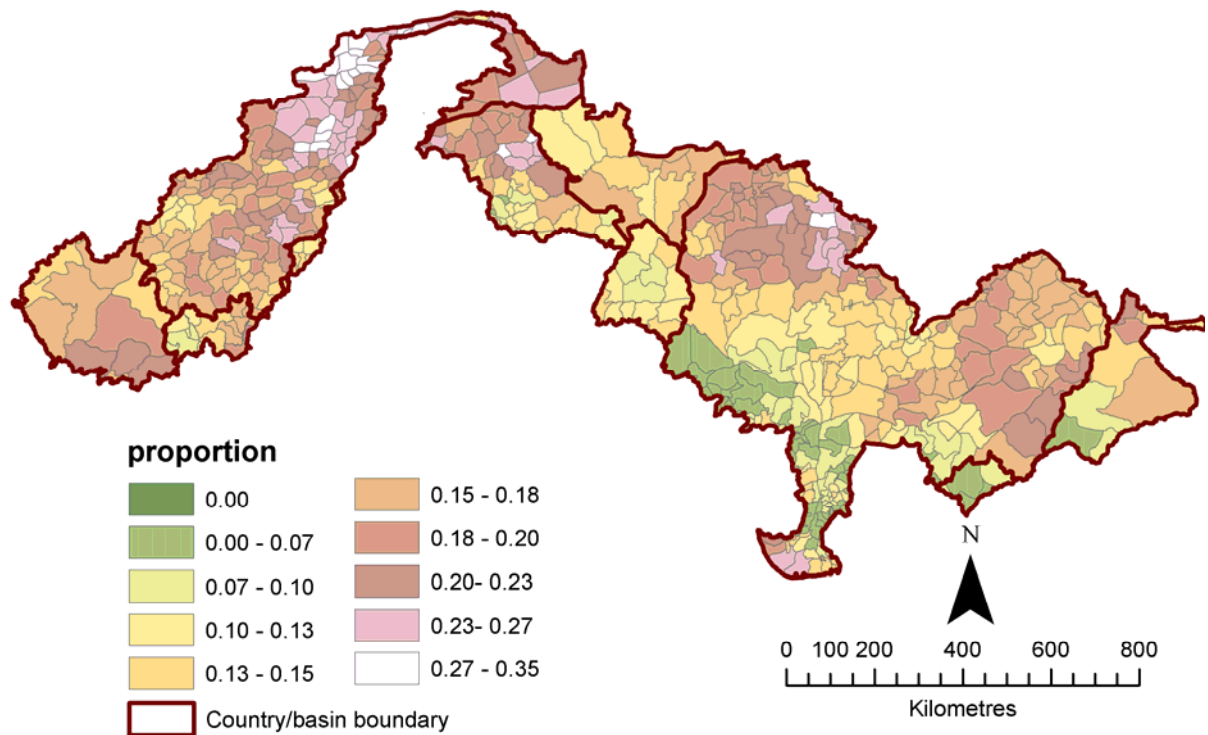 proportion
0.00
0.00 - 0.07
0.07 - 0.10
0.10 - 0.13
0.13 - 0.15
0.15 - 0.18
0.18 - 0.20
0.20- 0.23
0.23- 0.27
0.27 - 0.35
Country/basin boundary
N
0 100 200 400 600 800
Kilometres